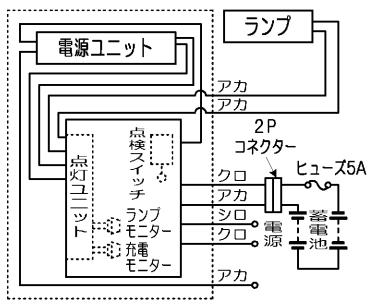 電源ユニット
ランプ
アカ
アカ
2P
コネクター
ヒューズ5A
点灯ユニット
点検スイッチ
クロ
アカ
シロ
クロ
ランプ
モニター
充電
モニター
電源
蓄電池
アカ